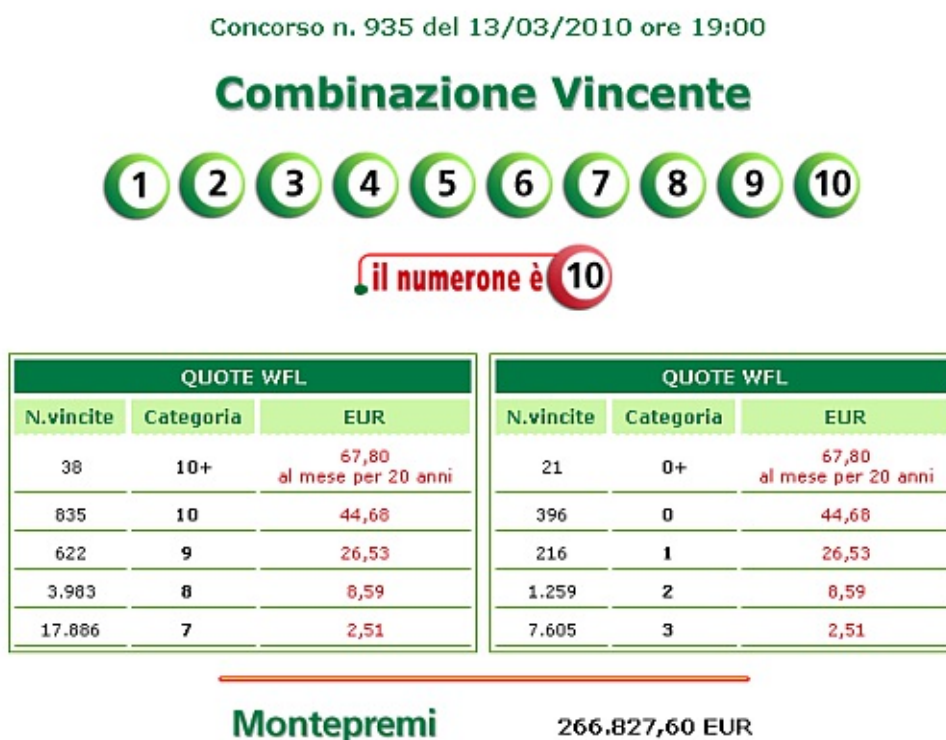 Concorso n. 935 del 13/03/2010 ore 19:00
Combinazione Vincente
1 2 3 4 5 6 7 8 9 10
il numerone è 10
QUOTE WFL
N.vincite Categoria EUR
38 10+ 67,80
al mese per 20 anni
835 10 44,68
622 9 26,53
3.983 8 8,59
17.886 7 2,51
QUOTE WFL
N.vincite Categoria EUR
21 0+ 67,80
al mese per 20 anni
396 0 44,68
216 1 26,53
1.259 2 8,59
7.605 3 2,51
Montepremi 266.827,60 EUR